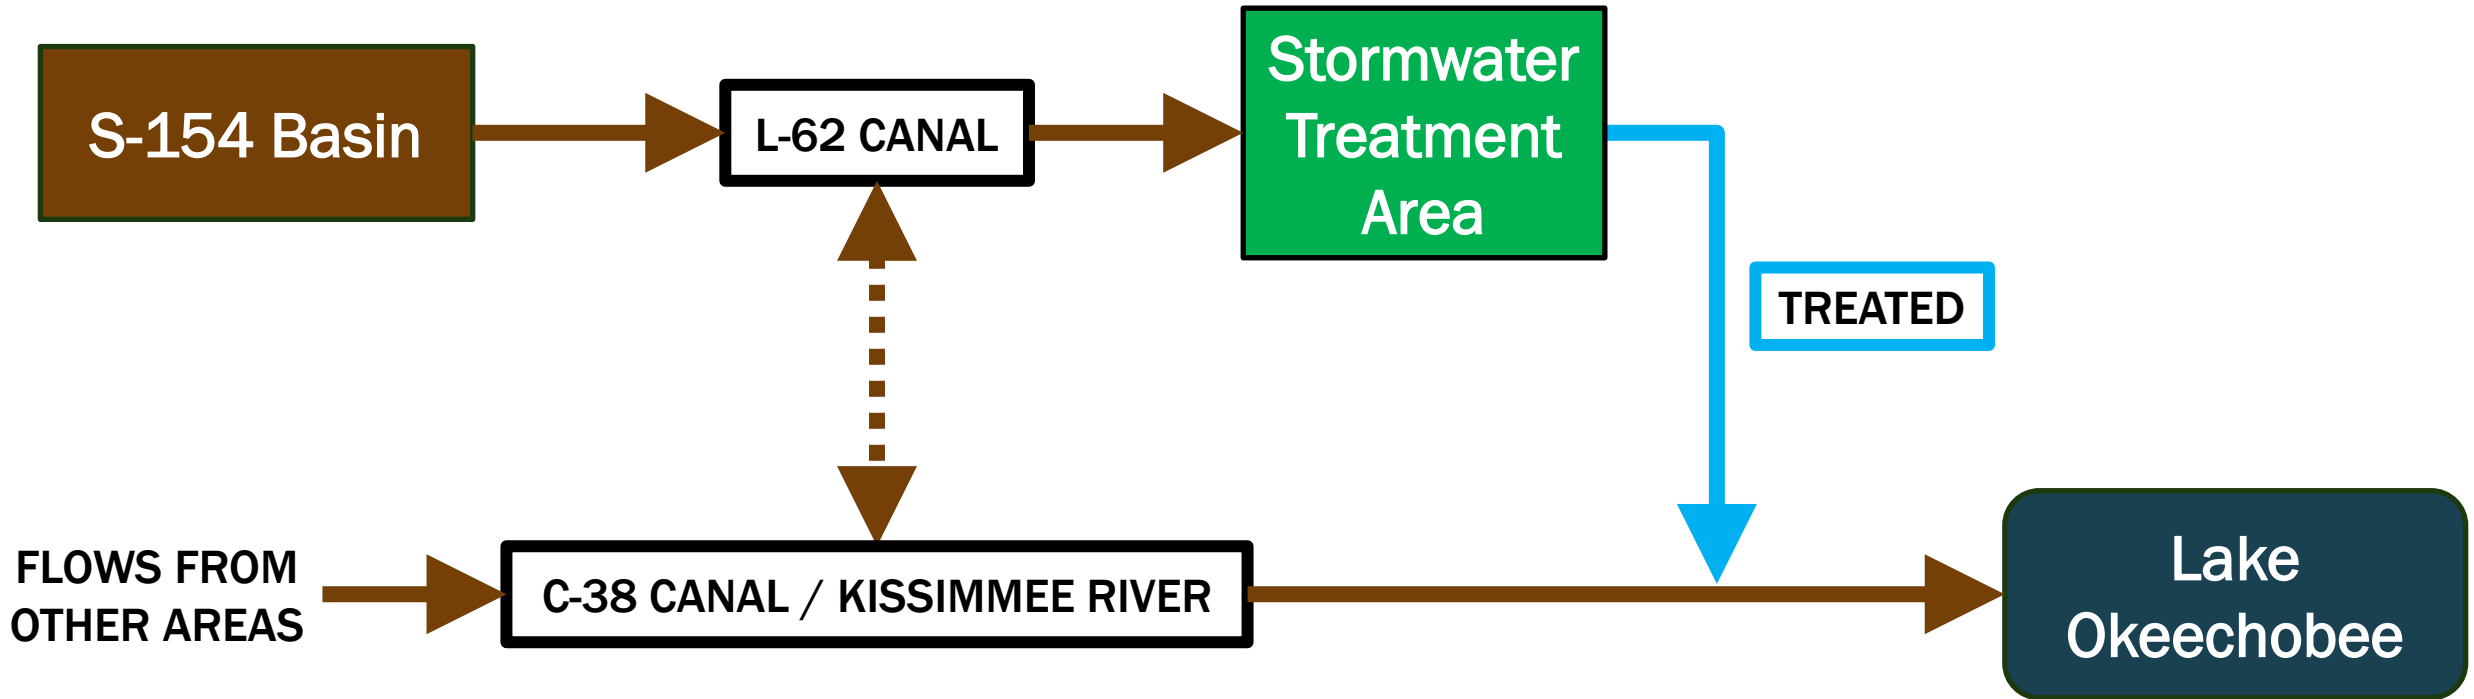 S-154 Basin
L-62 CANAL
Stormwater
Treatment
Area
TREATED
FLOWS FROM
OTHER AREAS
C-38 CANAL / KISSIMMEE RIVER
Lake
Okeechobee